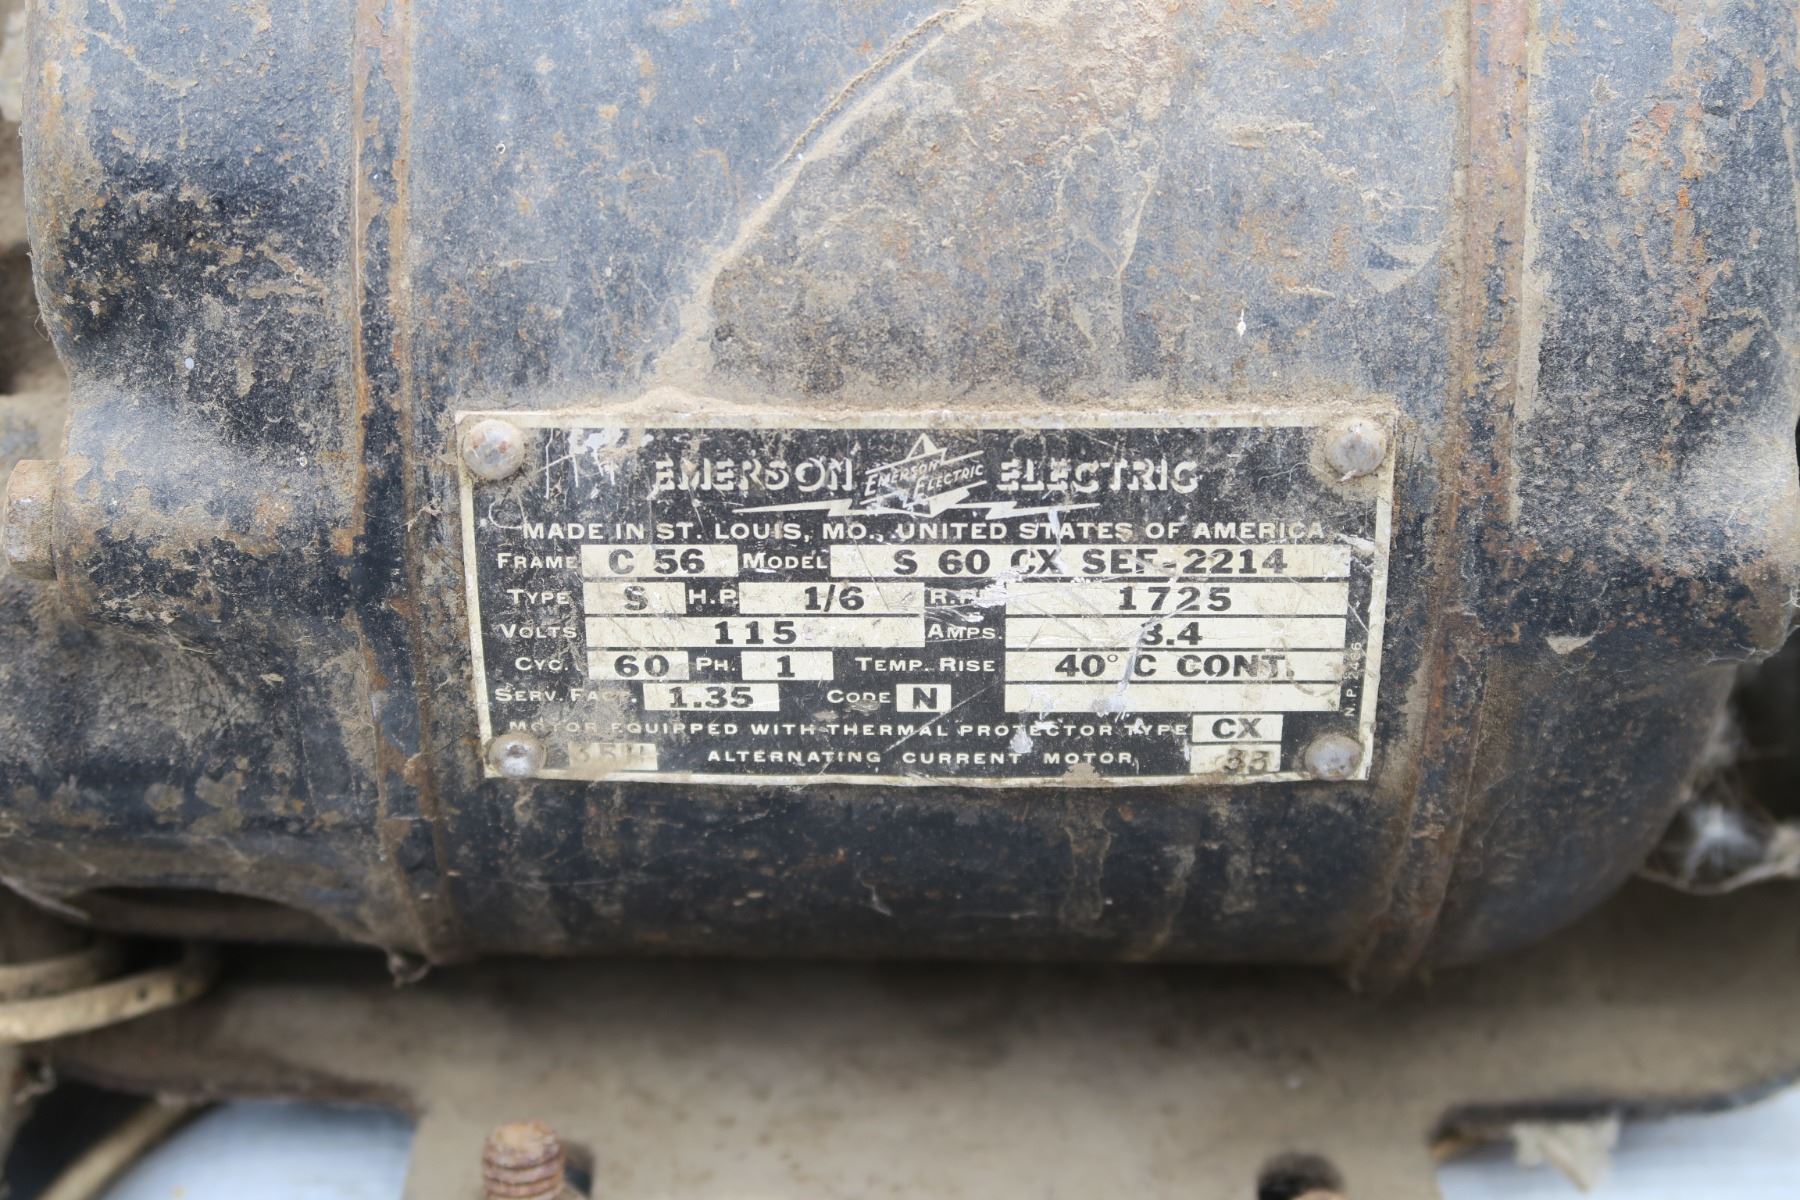 EMERSON EMERSON ELECTRIC ELECTRIC
MADE IN ST. LOUIS, MO., UNITED STATES OF AMERICA
FRAME C 56 MODEL S 60 CX SEF-2214
TYPE S H.P. 1/6 R.P. 1725
VOLTS 115 AMPS. 3.4
CYC. 60 PH. 1 TEMP. RISE 40° C CONT.
SERV. FACT. 1.35 CODE N
MOTOR EQUIPPED WITH THERMAL PROTECTOR TYPE CX
ALTERNATING CURRENT MOTOR 33
N.P. 2466